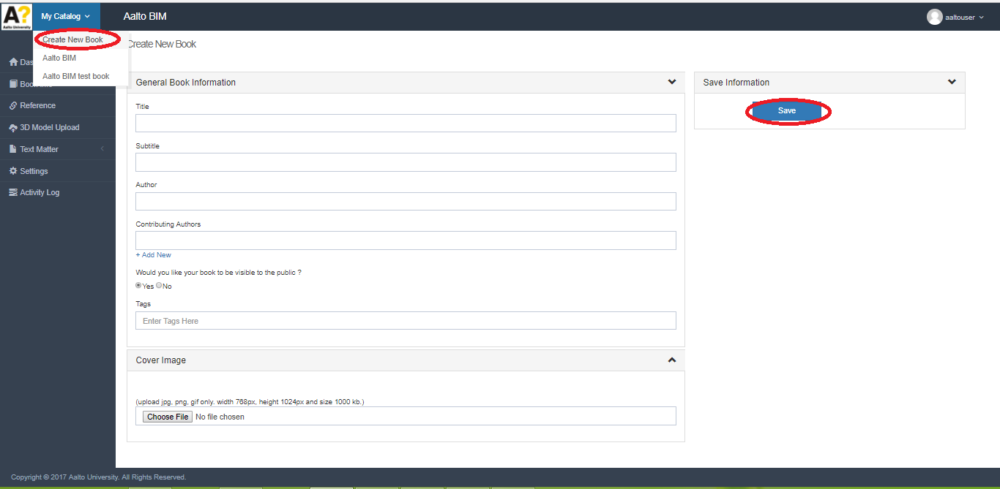 A?
Aalto University
My Catalog
Aalto BIM
aaltouser
Create New Book
Aalto BIM
Aalto BIM test book
Create New Book
Das
Book
Reference
3D Model Upload
Text Matter
Settings
Activity Log
General Book Information
Title
Subtitle
Author
Contributing Authors
+ Add New
Would you like your book to be visible to the public ?
Yes No
Tags
Enter Tags Here
Cover Image
(upload jpg, png, gif only. width 768px, height 1024px and size 1000 kb.)
Choose File No file chosen
Save Information
Save
Copyright © 2017 Aalto University. All Rights Reserved.